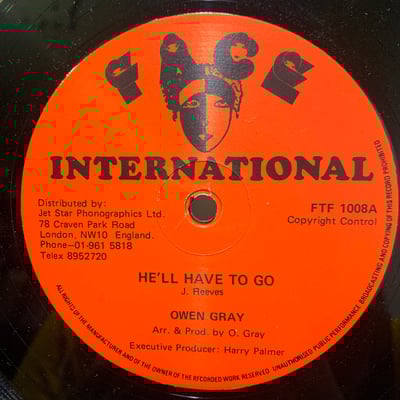 FACE
INTERNATIONAL
Distributed by:
Jet Star Phonographics Ltd.
78 Craven Park Road
London, NW10 England.
Phone-01-961 5818
Telex 8952720
FTF 1008A
Copyright Control
HE'LL HAVE TO GO
J. Reeves
OWEN GRAY
Arr. & Prod. by O. Gray
Executive Producer: Harry Palmer
ALL RIGHTS OF THE MANUFACTURER AND OF THE OWNER OF THE RECORDED WORK RESERVED. UNAUTHORISED PUBLIC PERFORMANCE BROADCASTING AND COPYING OF THIS RECORD PROHIBITED